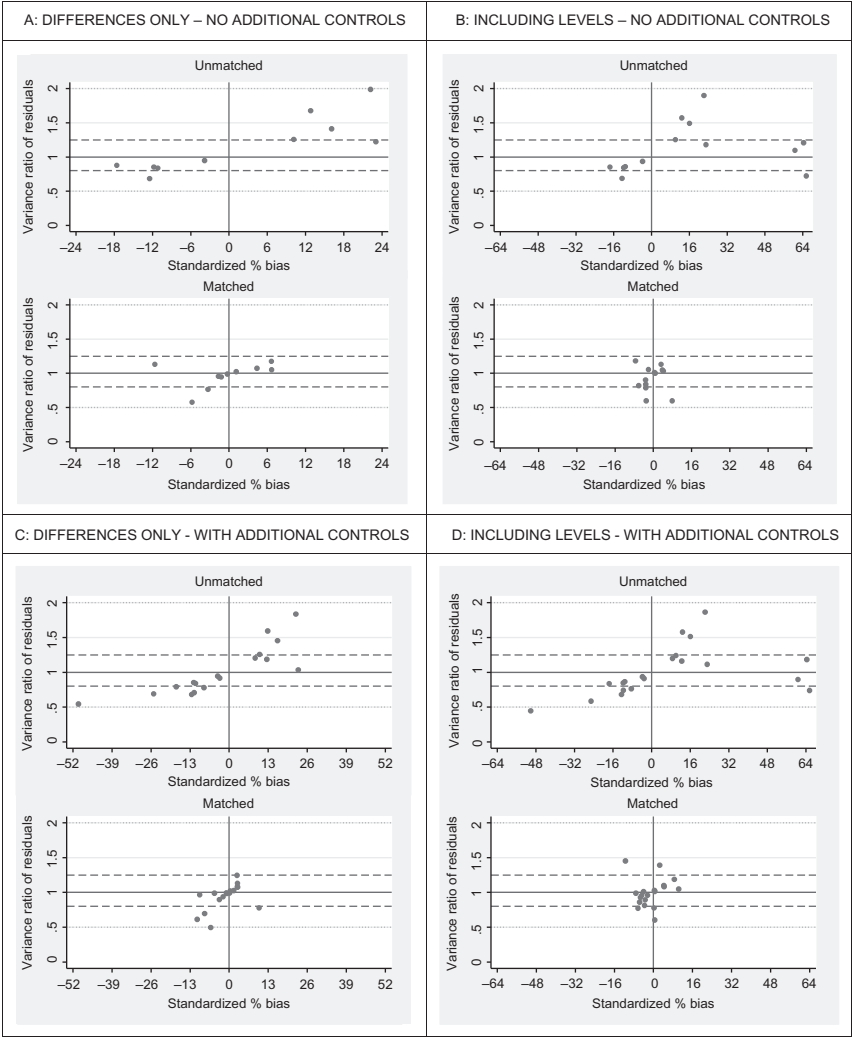 A: DIFFERENCES ONLY – NO ADDITIONAL CONTROLS
Unmatched
Variance ratio of residuals
2
1.5
1
.5
0
–24 –18 –12 –6 0 6 12 18 24
Standardized % bias
Matched
Variance ratio of residuals
2
1.5
1
.5
0
–24 –18 –12 –6 0 6 12 18 24
Standardized % bias
B: INCLUDING LEVELS – NO ADDITIONAL CONTROLS
Unmatched
Variance ratio of residuals
2
1.5
1
.5
0
–64 –48 –32 –16 0 16 32 48 64
Standardized % bias
Matched
Variance ratio of residuals
2
1.5
1
.5
0
–64 –48 –32 –16 0 16 32 48 64
Standardized % bias
C: DIFFERENCES ONLY - WITH ADDITIONAL CONTROLS
Unmatched
Variance ratio of residuals
2
1.5
1
.5
0
–52 –39 –26 –13 0 13 26 39 52
Standardized % bias
Matched
Variance ratio of residuals
2
1.5
1
.5
0
–52 –39 –26 –13 0 13 26 39 52
Standardized % bias
D: INCLUDING LEVELS - WITH ADDITIONAL CONTROLS
Unmatched
Variance ratio of residuals
2
1.5
1
.5
0
–64 –48 –32 –16 0 16 32 48 64
Standardized % bias
Matched
Variance ratio of residuals
2
1.5
1
.5
0
–64 –48 –32 –16 0 16 32 48 64
Standardized % bias